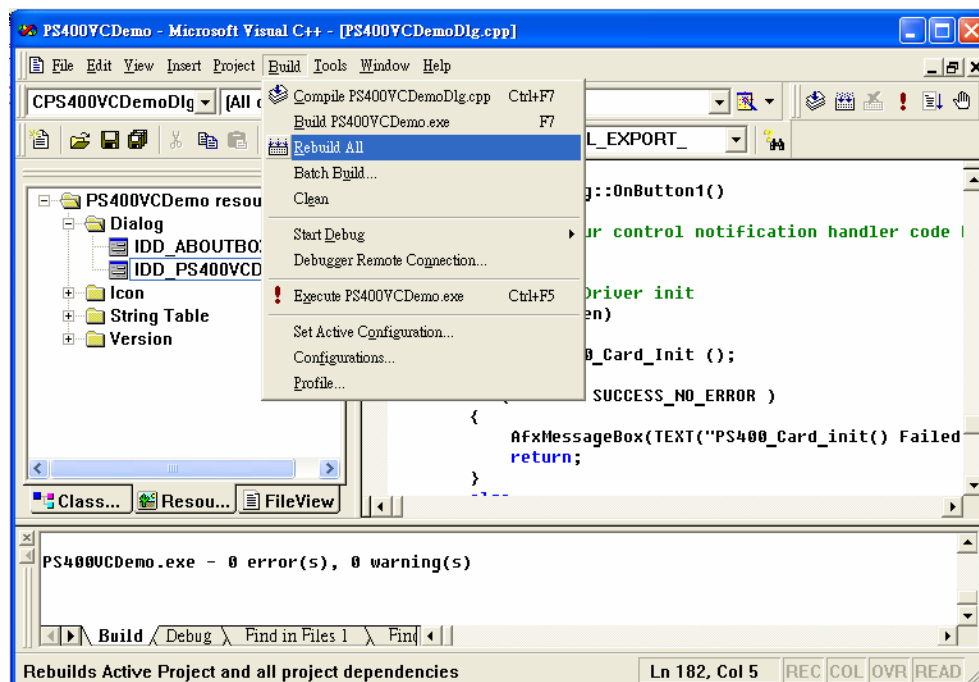 PS400VCDemo - Microsoft Visual C++ - [PS400VCDemoDlg.cpp]
File Edit View Insert Project Build Tools Window Help
CPS400VCDemoDlg [All
L_EXPORT_
Compile PS400VCDemoDlg.cpp Ctrl+F7
Build PS400VCDemo.exe F7
Rebuild All
Batch Build...
Clean
Start Debug
Debugger Remote Connection...
Execute PS400VCDemo.exe Ctrl+F5
Set Active Configuration...
Configurations...
Profile...
PS400VCDemo resou
Dialog
IDD_ABOUTBO
IDD_PS400VCD
Icon
String Table
Version
::OnButton1()
ur control notification handler code
Driver init
en)
0_Card_Init ();
SUCCESS_NO_ERROR )
{
AfxMessageBox(TEXT("PS400_Card_init() Failed
return;
}
Class... Resou... FileView
PS400VCDemo.exe - 0 error(s), 0 warning(s)
Build Debug Find in Files 1 Find
Rebuilds Active Project and all project dependencies Ln 182, Col 5 REC COL OVR READ